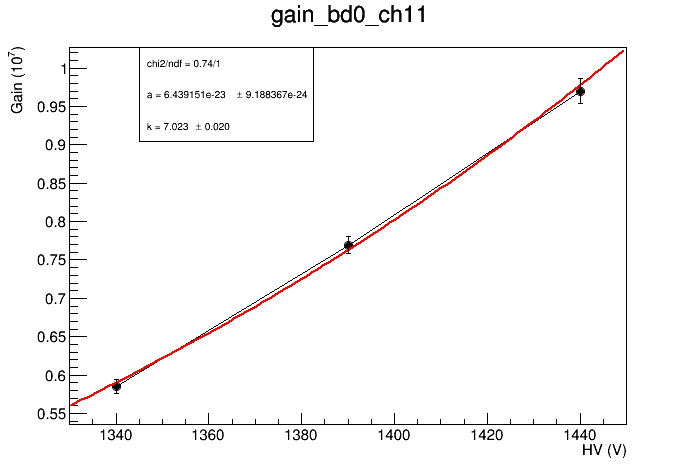 gain_bd0_ch11
Gain (10^7)
chi2/ndf = 0.74/1
a = 6.439151e-23 ± 9.188367e-24
k = 7.023 ± 0.020
1
0.95
0.9
0.85
0.8
0.75
0.7
0.65
0.6
0.55
1340 1360 1380 1400 1420 1440
HV (V)